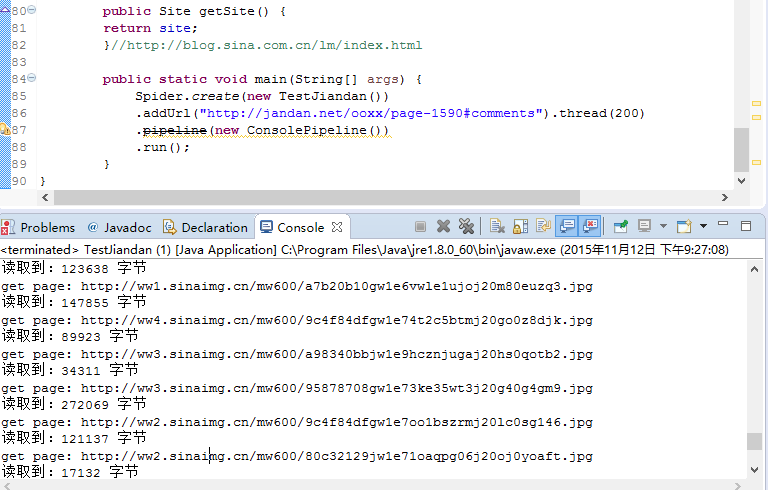 80 public Site getSite() {
81 return site;
82 }//http://blog.sina.com.cn/lm/index.html
83
84 public static void main(String[] args) {
85 Spider.create(new TestJiandan())
86 .addUrl("http://jandan.net/ooxx/page-1590#comments").thread(200)
87 .pipeline(new ConsolePipeline())
88 .run();
89 }
90 }
Problems @ Javadoc Declaration Console
<terminated> TestJiandan (1) [Java Application] C:\Program Files\Java\jre1.8.0_60\bin\javaw.exe (2015年11月12日 下午9:27:08)
读取到：123638 字节
get page: http://ww1.sinaimg.cn/mw600/a7b20b10gw1e6vwle1ujoj20m80euzq3.jpg
读取到：147855 字节
get page: http://ww4.sinaimg.cn/mw600/9c4f84dfgw1e74t2c5btmj20go0z8djk.jpg
读取到：89923 字节
get page: http://ww3.sinaimg.cn/mw600/a98340bbjw1e9hcznjugaj20hs0qotb2.jpg
读取到：34311 字节
get page: http://ww3.sinaimg.cn/mw600/95878708gw1e73ke35wt3j20g40g4gm9.jpg
读取到：272069 字节
get page: http://ww2.sinaimg.cn/mw600/9c4f84dfgw1e7oo1bszrmj20lc0sg146.jpg
读取到：121137 字节
get page: http://ww2.sinaimg.cn/mw600/80c32129jw1e71oaqpg06j20oj0yoaft.jpg
读取到：17132 字节